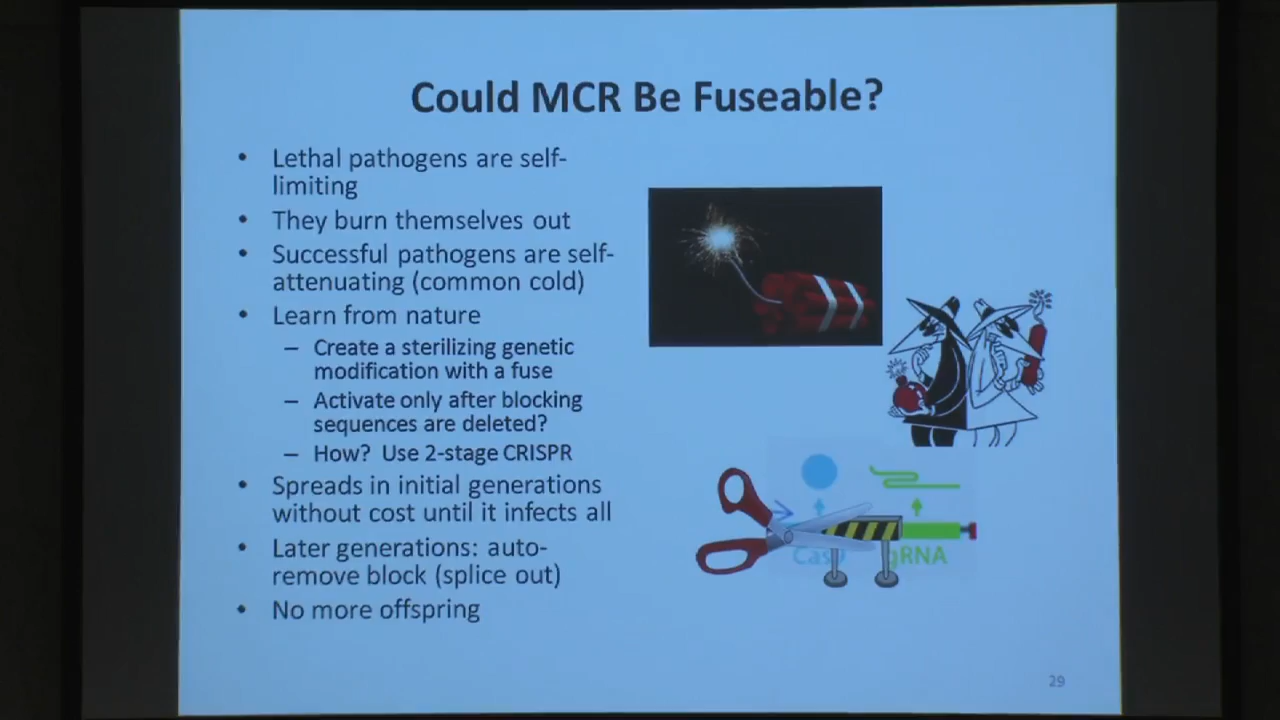 Could MCR Be Fuseable?
• Lethal pathogens are self-
limiting
• They burn themselves out
• Successful pathogens are self-
attenuating (common cold)
• Learn from nature
– Create a sterilizing genetic
modification with a fuse
– Activate only after blocking
sequences are deleted?
– How? Use 2-stage CRISPR
• Spreads in initial generations
without cost until it infects all
• Later generations: auto-
remove block (splice out)
• No more offspring
Cas9 gRNA
29